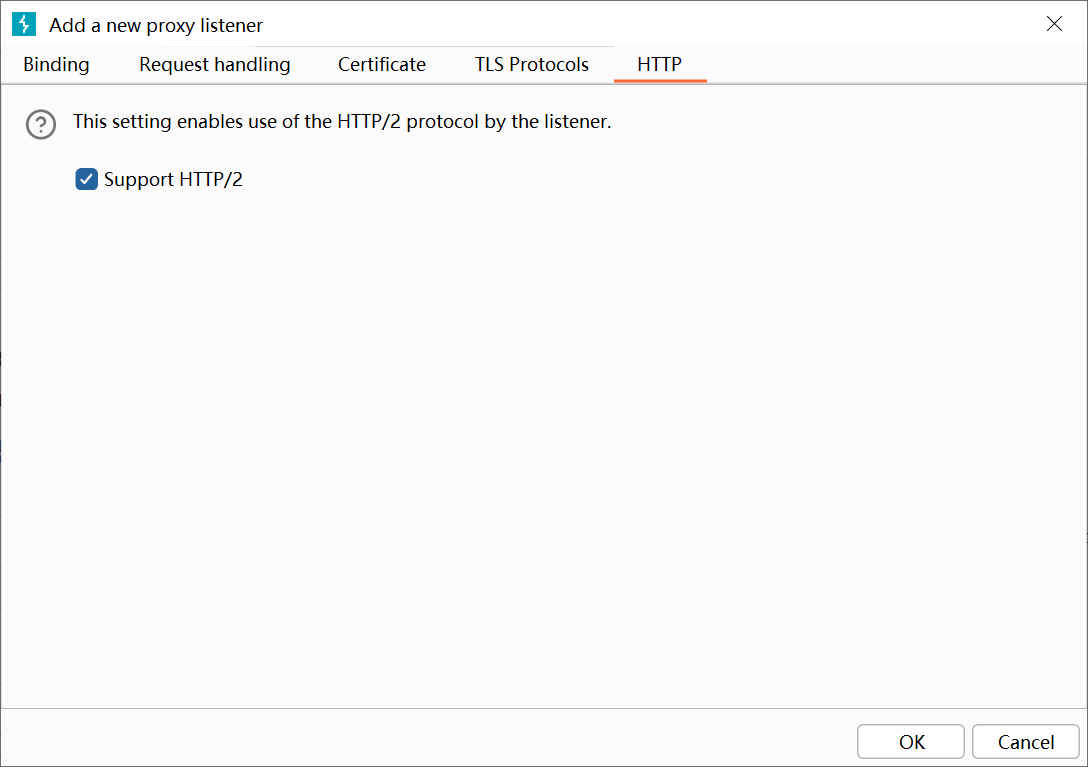 Add a new proxy listener
Binding Request handling Certificate TLS Protocols HTTP
This setting enables use of the HTTP/2 protocol by the listener.
Support HTTP/2
OK Cancel